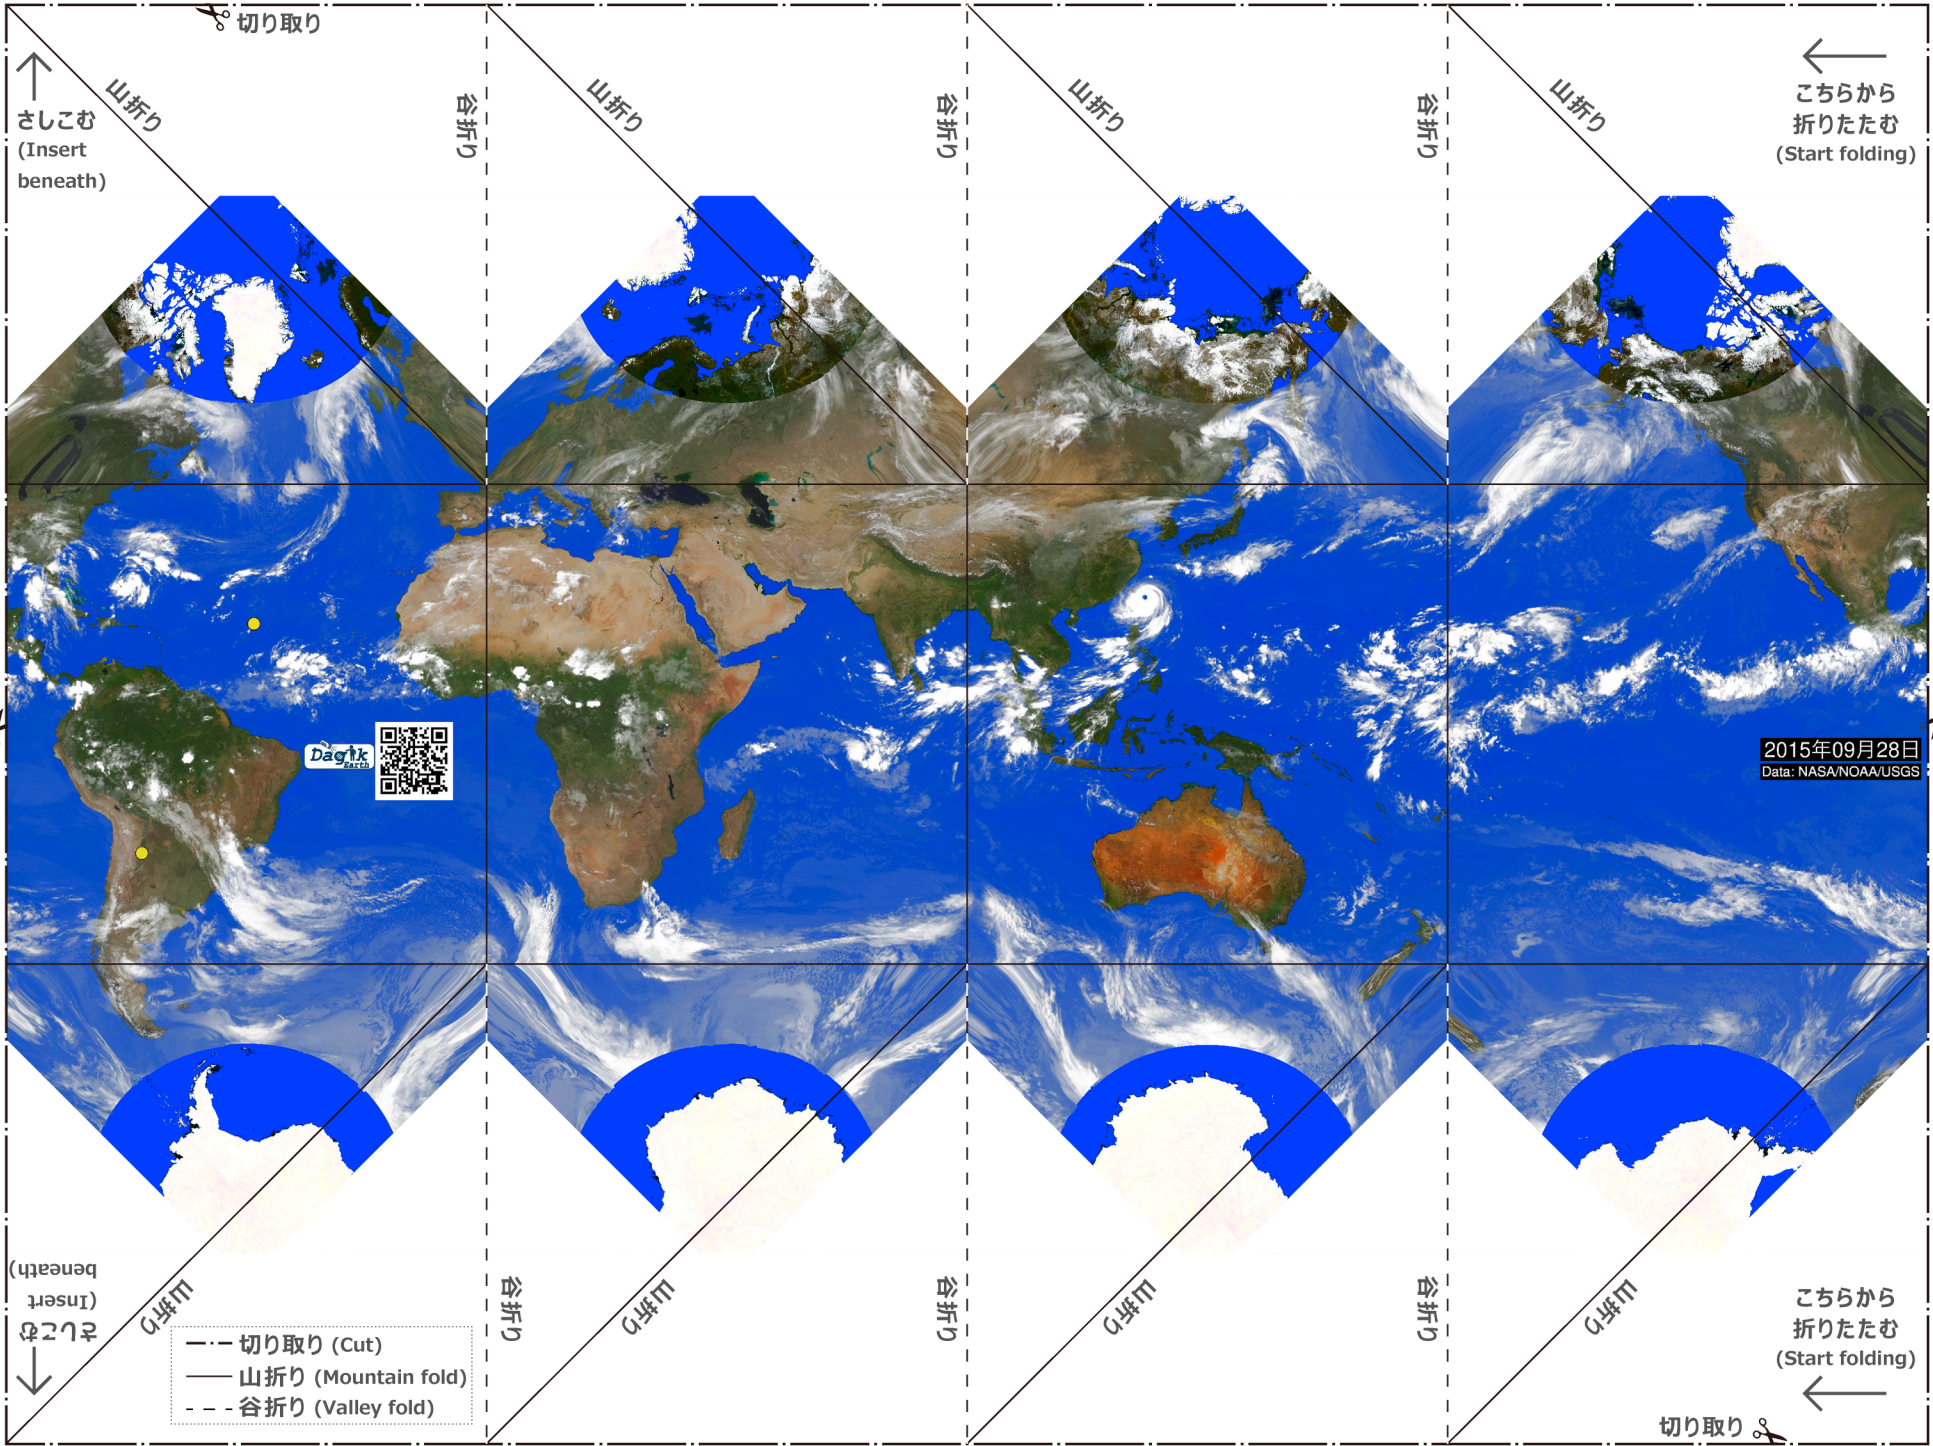 切り取り
山折り
谷折り
山折り
谷折り
山折り
谷折り
山折り
さしこむ
(Insert
beneath)
こちらから
折りたたむ
(Start folding)
Dagik
Earth
2015年09月28日
Data: NASA/NOAA/USGS
さしこむ
(Insert
beneath)
山折り
谷折り
山折り
谷折り
山折り
谷折り
山折り
切り取り (Cut)
山折り (Mountain fold)
谷折り (Valley fold)
こちらから
折りたたむ
(Start folding)
切り取り